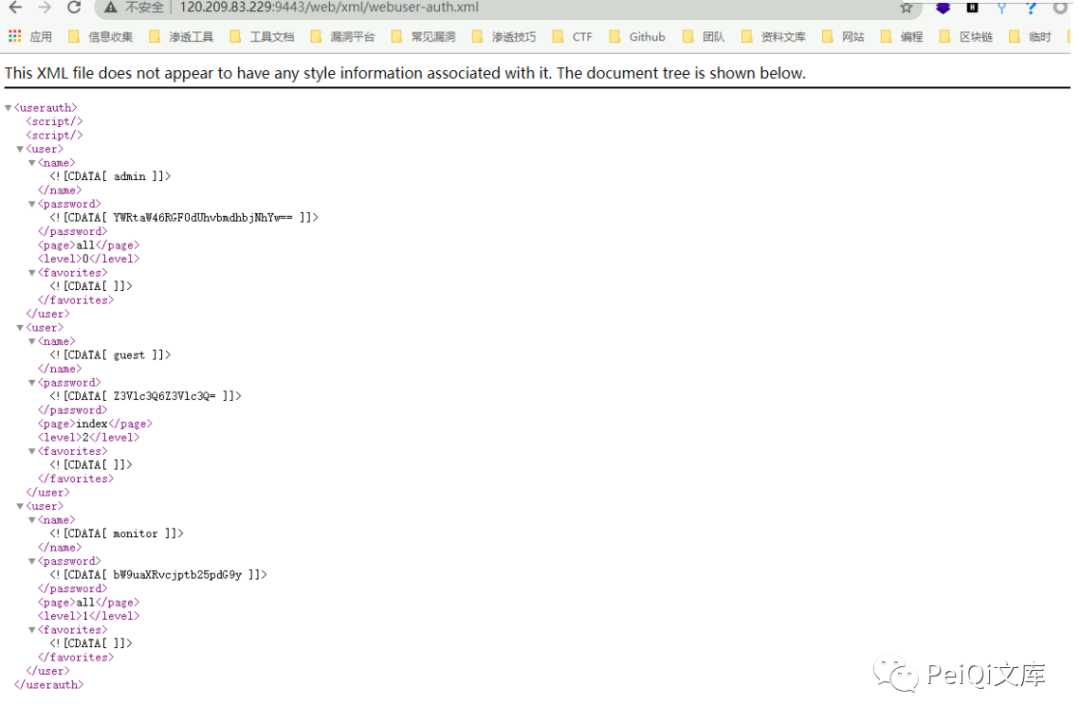 不安全 | 120.209.83.229:9443/web/xml/webuser-auth.xml
应用 信息收集 渗透工具 工具文档 漏洞平台 常见漏洞 渗透技巧 CTF Github 团队 资料文库 网站 编程 区块链 临时
This XML file does not appear to have any style information associated with it. The document tree is shown below.
▼<userauth>
<script/>
<script/>
▼<user>
▼<name>
<![CDATA[ admin ]]>
</name>
▼<password>
<![CDATA[ YWRtaW46RGF0dUhvbmdhbjNhYw== ]]>
</password>
<page>all</page>
<level>0</level>
▼<favorites>
<![CDATA[ ]]>
</favorites>
</user>
▼<user>
▼<name>
<![CDATA[ guest ]]>
</name>
▼<password>
<![CDATA[ Z3Vlc3Q6Z3Vlc3Q= ]]>
</password>
<page>index</page>
<level>2</level>
▼<favorites>
<![CDATA[ ]]>
</favorites>
</user>
▼<user>
▼<name>
<![CDATA[ monitor ]]>
</name>
▼<password>
<![CDATA[ bW9uaXRvcjptb25pdG9y ]]>
</password>
<page>all</page>
<level>1</level>
▼<favorites>
<![CDATA[ ]]>
</favorites>
</user>
</userauth>
PeiQi文库